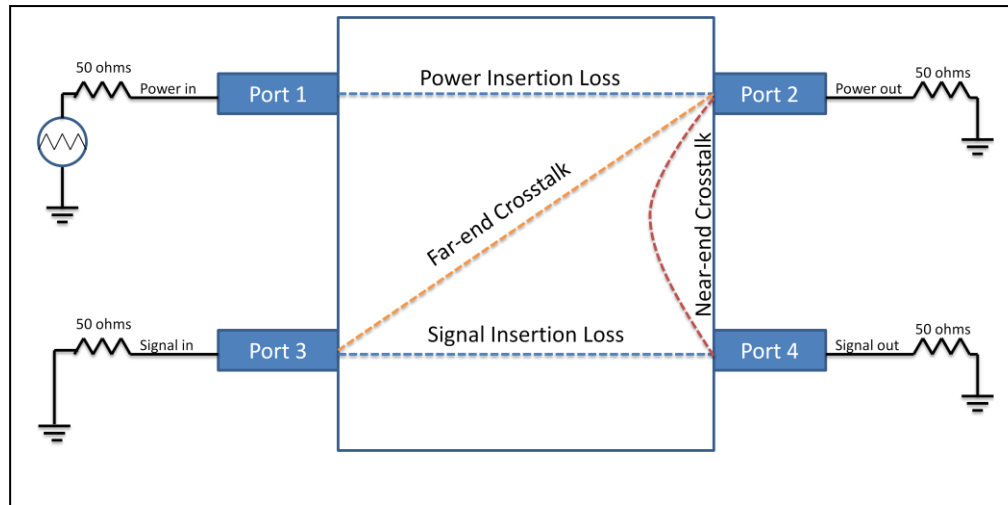 50 ohms
Power in
Port 1
Power Insertion Loss
Port 2
Power out
50 ohms
Far-end Crosstalk
Near-end Crosstalk
50 ohms
Signal in
Port 3
Signal Insertion Loss
Port 4
Signal out
50 ohms